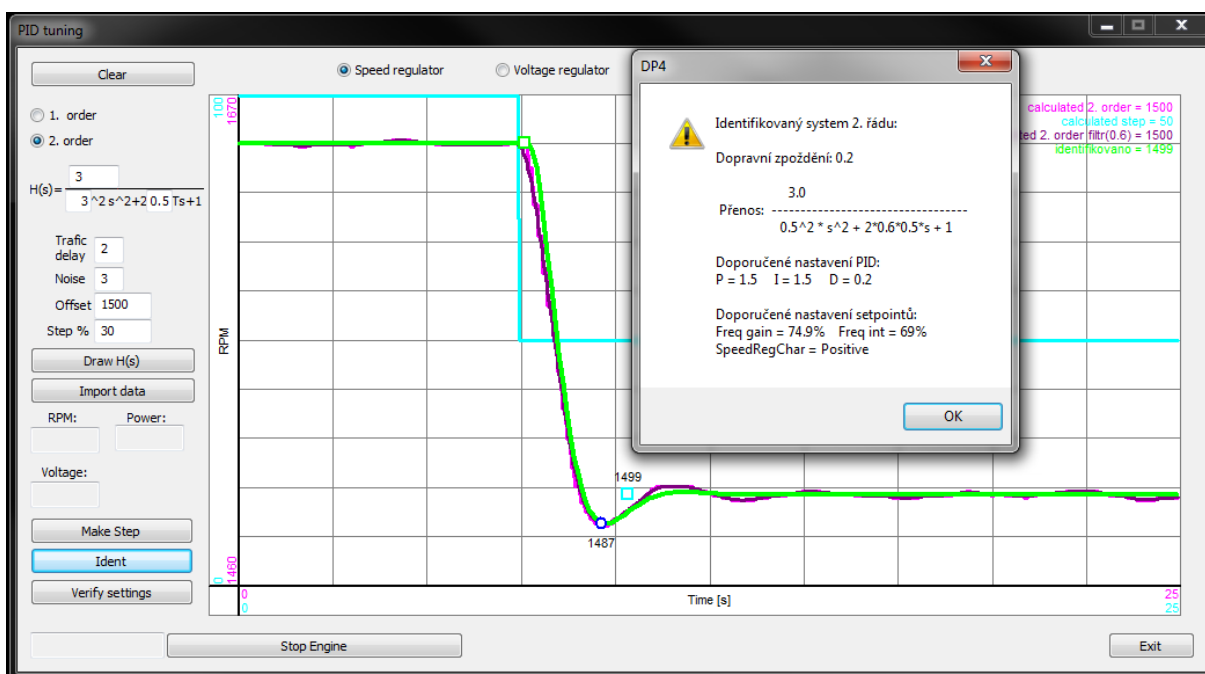 PID tuning
Clear
Speed regulator
Voltage regulator
1. order
2. order
H(s)=
3
3 ^2 s^2+2 0.5 Ts+1
Trafic
delay
2
Noise 3
Offset 1500
Step % 30
Draw H(s)
Import data
RPM: Power:
Voltage:
Make Step
Ident
Verify settings
Stop Engine
Exit
100
1670
RPM
0
1460
0
0
Time [s]
25
25
1499
1487
calculated 2. order = 1500
calculated step = 50
ed 2. order filtr(0.6) = 1500
identifikovano = 1499
DP4
Identifikovaný system 2. řádu:
Dopravní zpoždění: 0.2
3.0
Přenos: ------------------------------------
0.5^2 * s^2 + 2*0.6*0.5*s + 1
Doporučené nastavení PID:
P = 1.5 I = 1.5 D = 0.2
Doporučené nastavení setpointů:
Freq gain = 74.9% Freq int = 69%
SpeedRegChar = Positive
OK